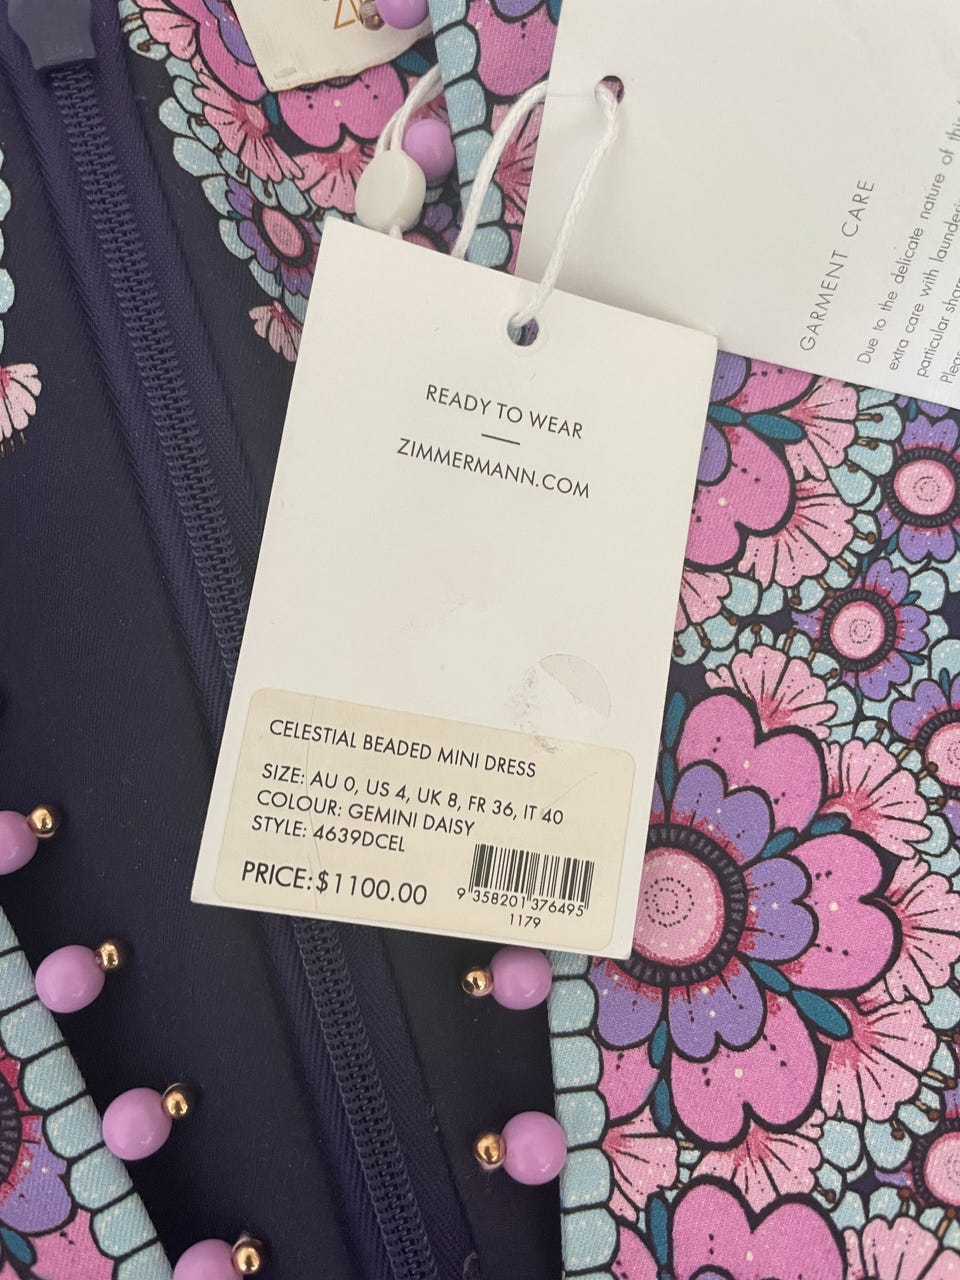 READY TO WEAR
ZIMMERMANN.COM
CELESTIAL BEADED MINI DRESS
SIZE: AU 0, US 4, UK 8, FR 36, IT 40
COLOUR: GEMINI DAISY
STYLE: 4639DCEL
PRICE: $1100.00
9 358201 376495
1179
GARMENT CARE
Due to the delicate nature of this
extra care with
particular